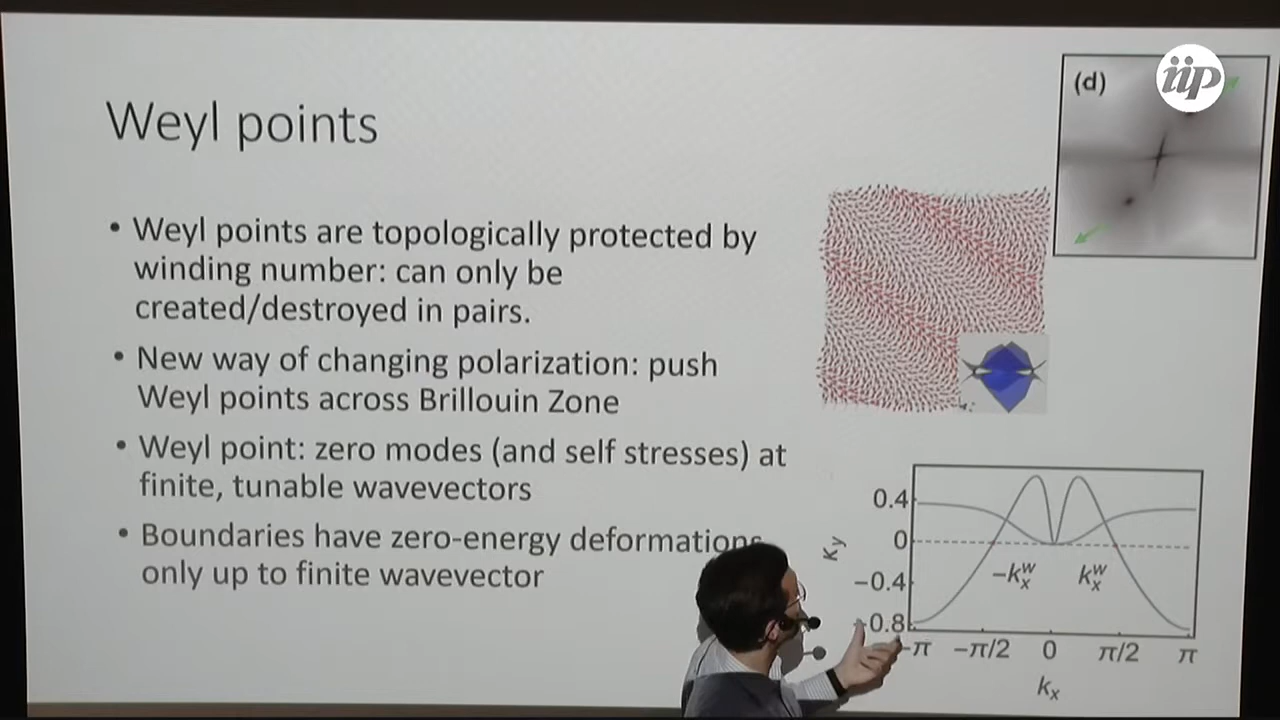 Weyl points
• Weyl points are topologically protected by
winding number: can only be
created/destroyed in pairs.
• New way of changing polarization: push
Weyl points across Brillouin Zone
• Weyl point: zero modes (and self stresses) at
finite, tunable wavevectors
• Boundaries have zero-energy deformations
only up to finite wavevector
(d)
iip
0.4
0
−0.4
-0.8
κy
−kxʷ
kxʷ
-π
−π/2
0
π/2
π
kx